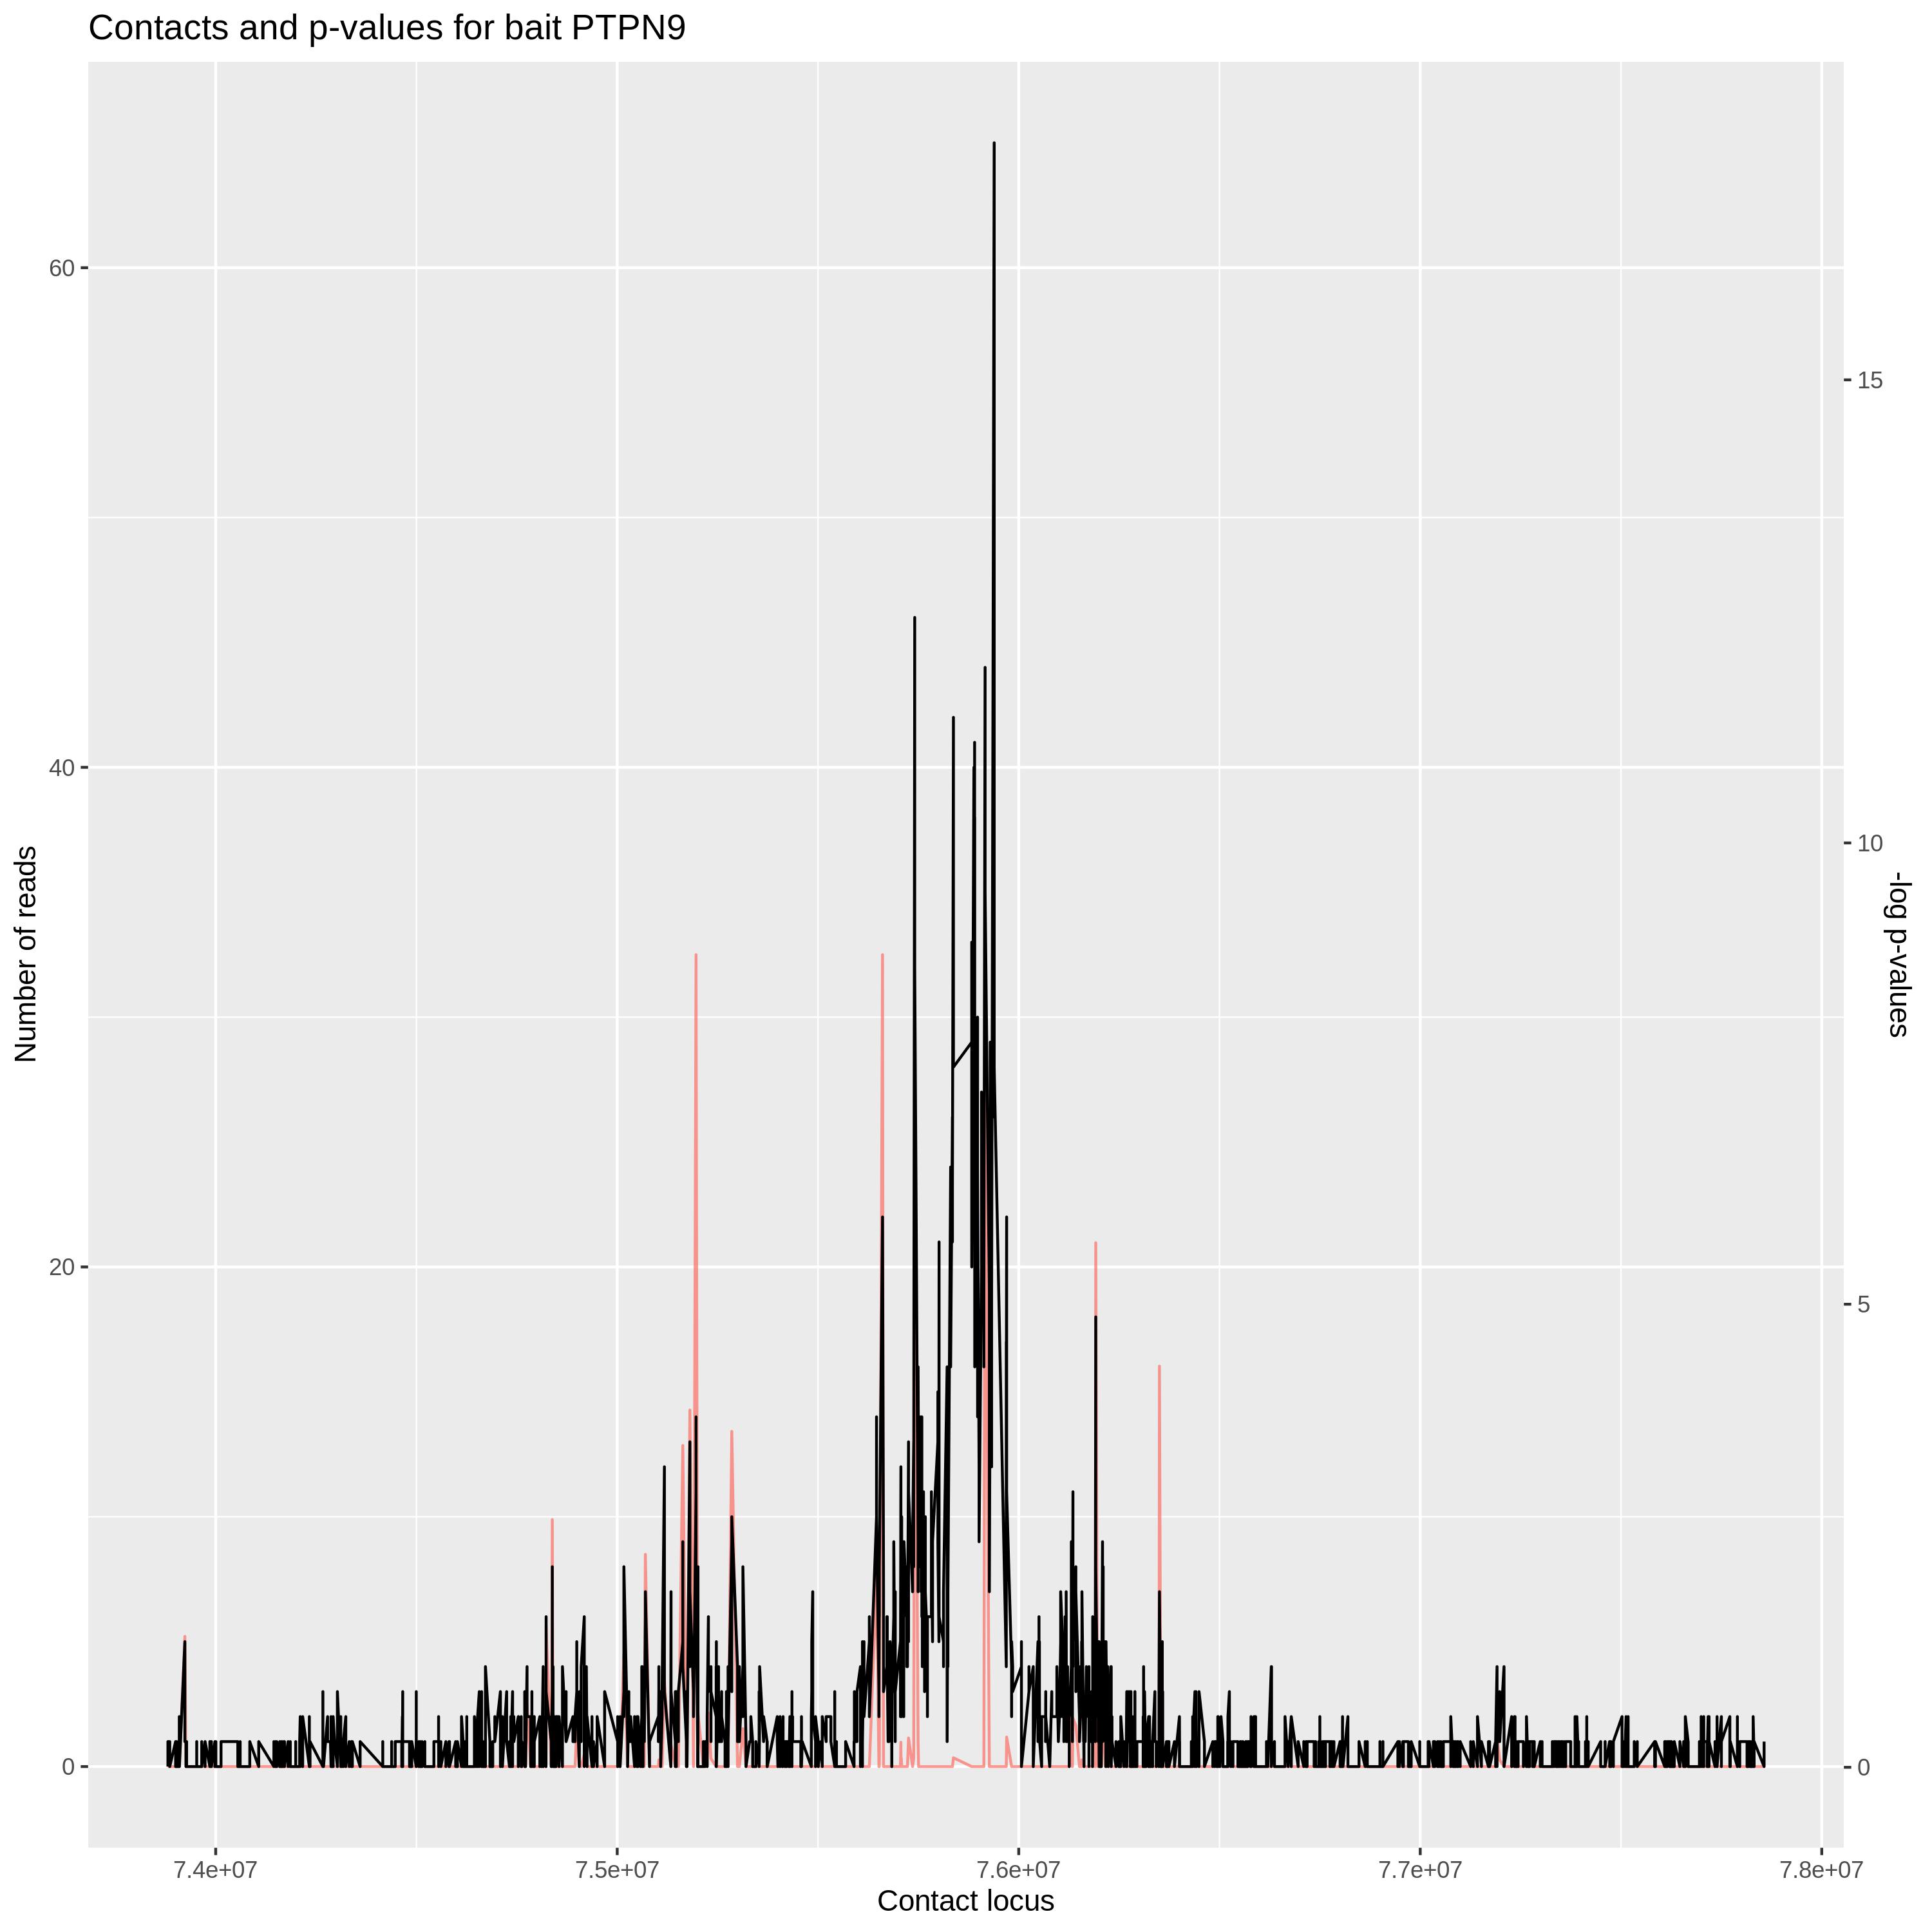 Contacts and p-values for bait PTPN9
60
40
20
0
15
10
5
0
Number of reads
-log p-values
7.4e+07 7.5e+07 7.6e+07 7.7e+07 7.8e+07
Contact locus